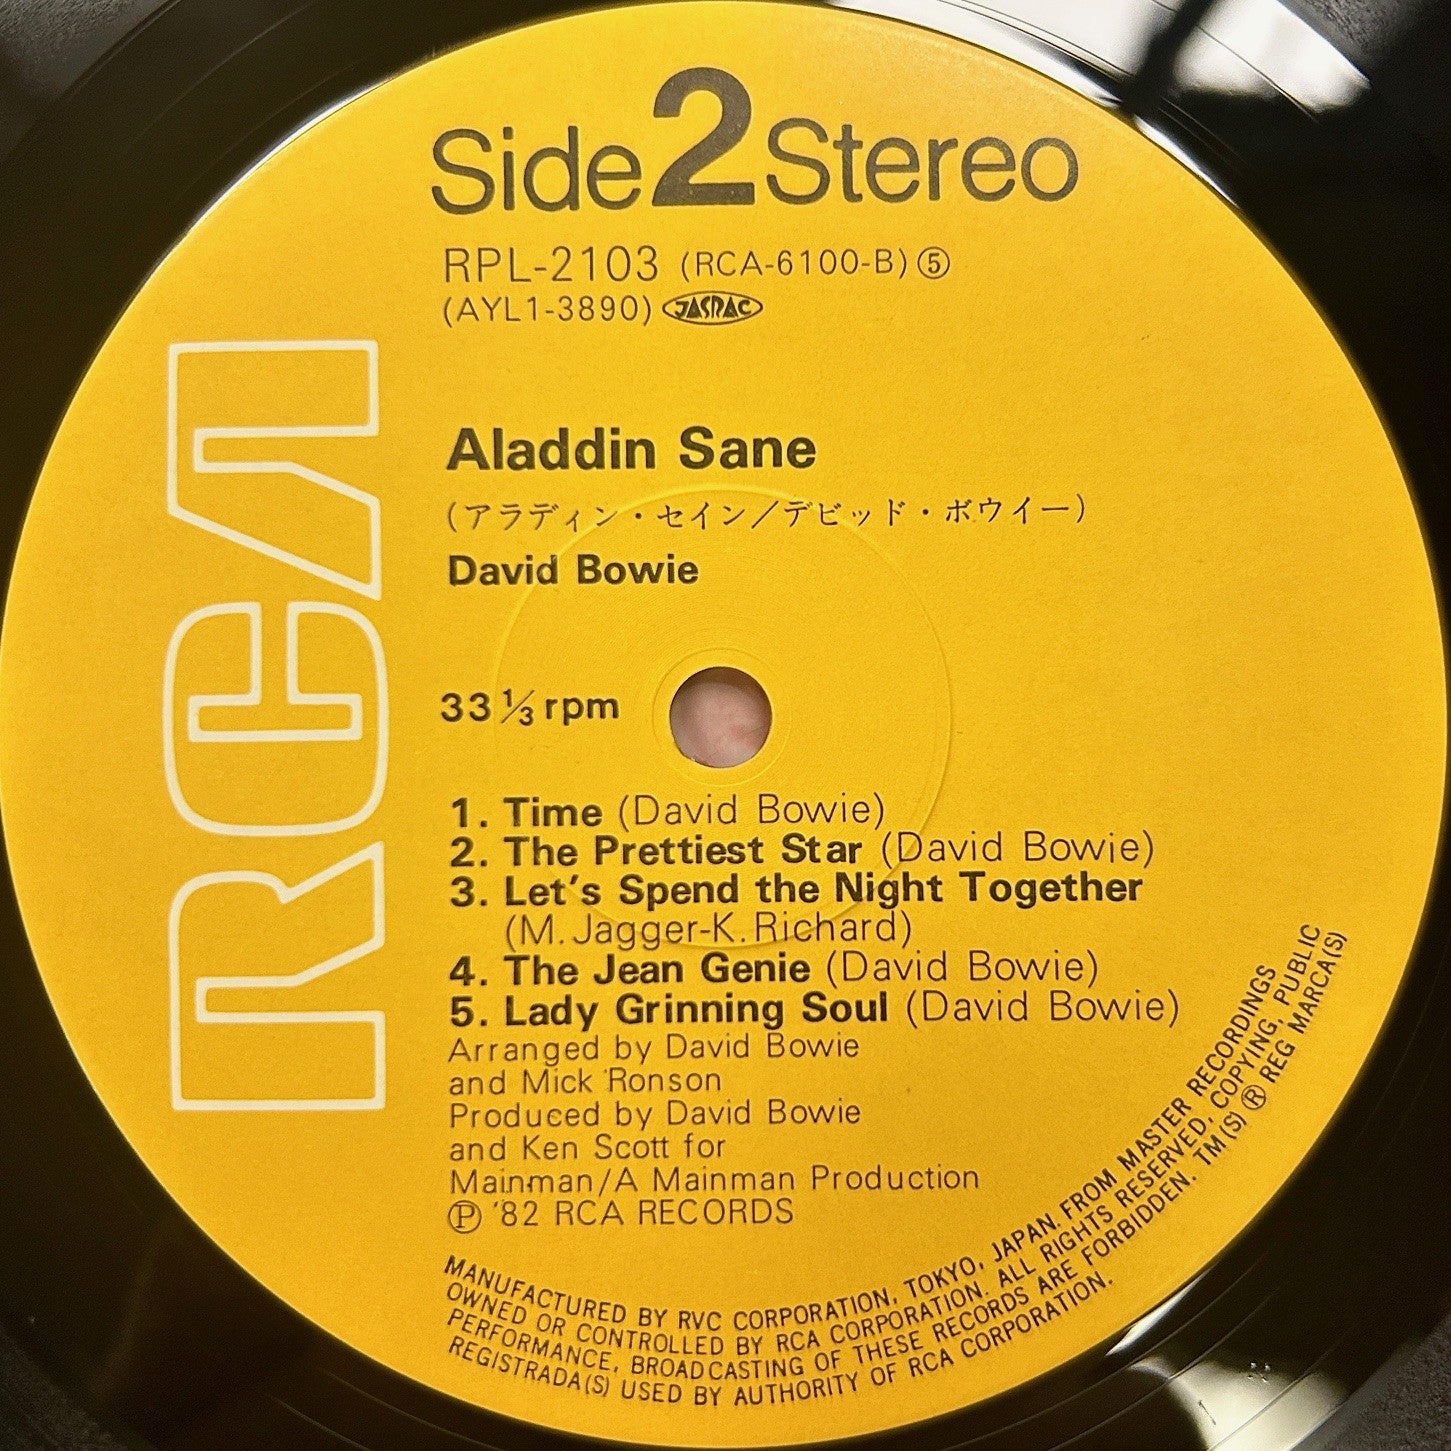 Side 2 Stereo
RPL-2103 (RCA-6100-B) ⑤
(AYL1-3890) JASRAC
RCA
Aladdin Sane
(アラディン・セイン／デビッド・ボウイー)
David Bowie
33 1/3 rpm
1. Time (David Bowie)
2. The Prettiest Star (David Bowie)
3. Let's Spend the Night Together
(M. Jagger-K. Richard)
4. The Jean Genie (David Bowie)
5. Lady Grinning Soul (David Bowie)
Arranged by David Bowie
and Mick Ronson
Produced by David Bowie
and Ken Scott for
Mainman/A Mainman Production
℗ '82 RCA RECORDS
MANUFACTURED BY RVC CORPORATION, TOKYO, JAPAN. FROM MASTER RECORDINGS
OWNED OR CONTROLLED BY RCA CORPORATION. ALL RIGHTS RESERVED, COPYING, PUBLIC
PERFORMANCE, BROADCASTING OF THESE RECORDS ARE FORBIDDEN. TM(S) ® REG MARCA(S)
REGISTRADA(S) USED BY AUTHORITY OF RCA CORPORATION.